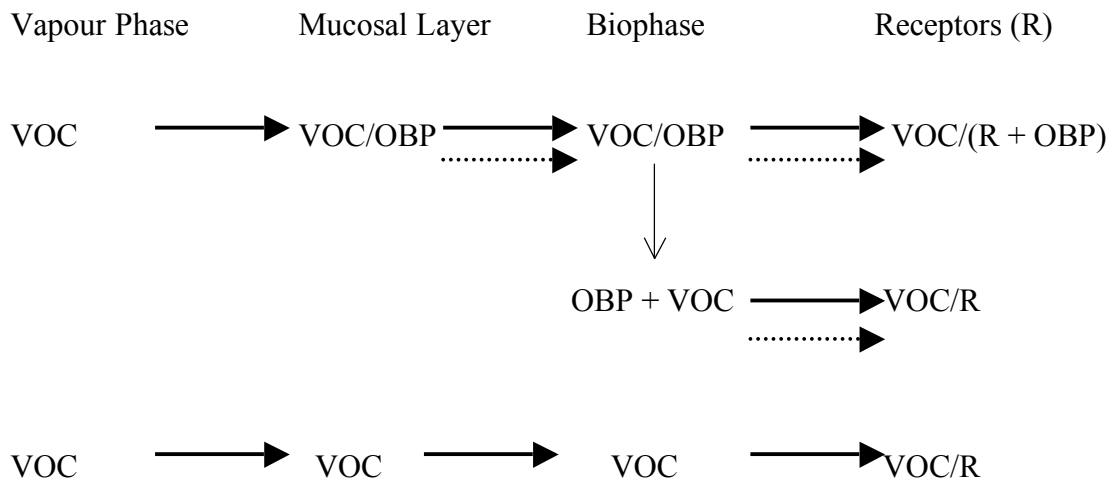 Vapour Phase Mucosal Layer Biophase Receptors (R)
VOC VOC/OBP VOC/OBP VOC/(R + OBP)
OBP + VOC VOC/R
VOC VOC VOC VOC/R